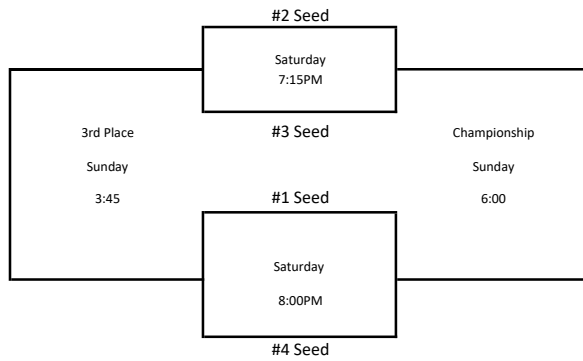 #2 Seed
Saturday
7:15PM
#3 Seed
3rd Place
Sunday
3:45
Championship
Sunday
6:00
#1 Seed
Saturday
8:00PM
#4 Seed